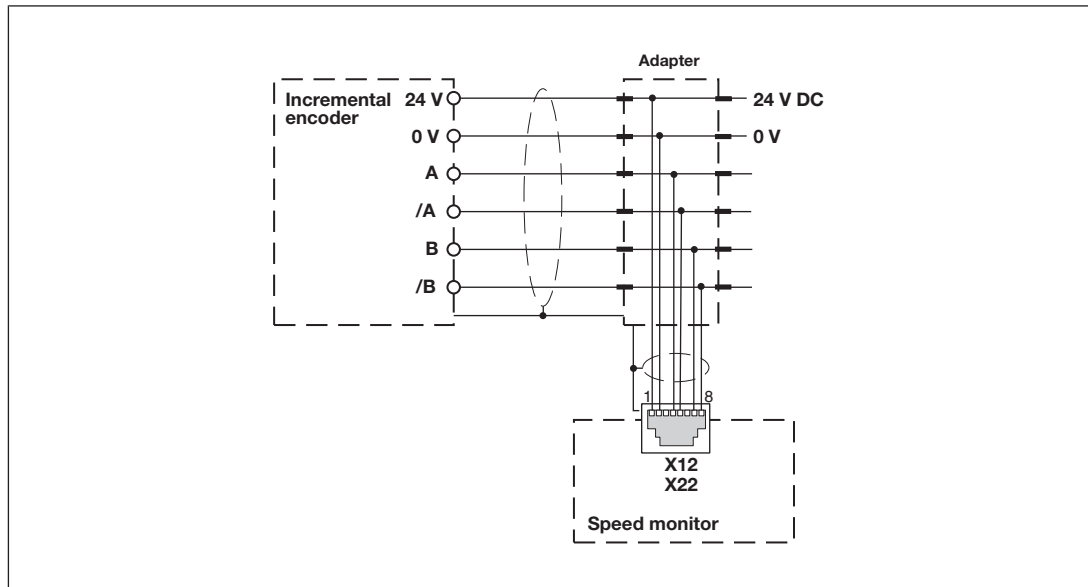 Adapter
Incremental
encoder
24 V
0 V
A
/A
B
/B
24 V DC
0 V
1
8
X12
X22
Speed monitor